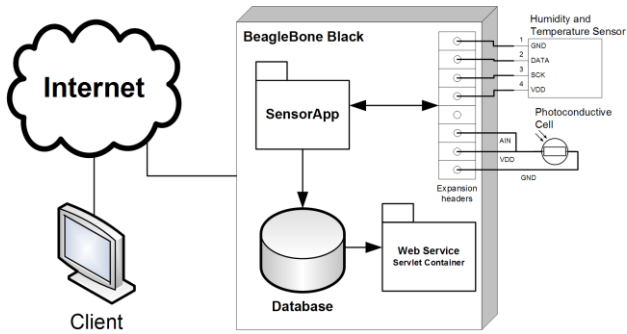 Humidity and
Temperature Sensor
BeagleBone Black
1
GND
2
DATA
3
SCK
4
VDD
Internet
SensorApp
Photoconductive
Cell
AIN
VDD
GND
Expansion
headers
Web Service
Servlet Container
Database
Client